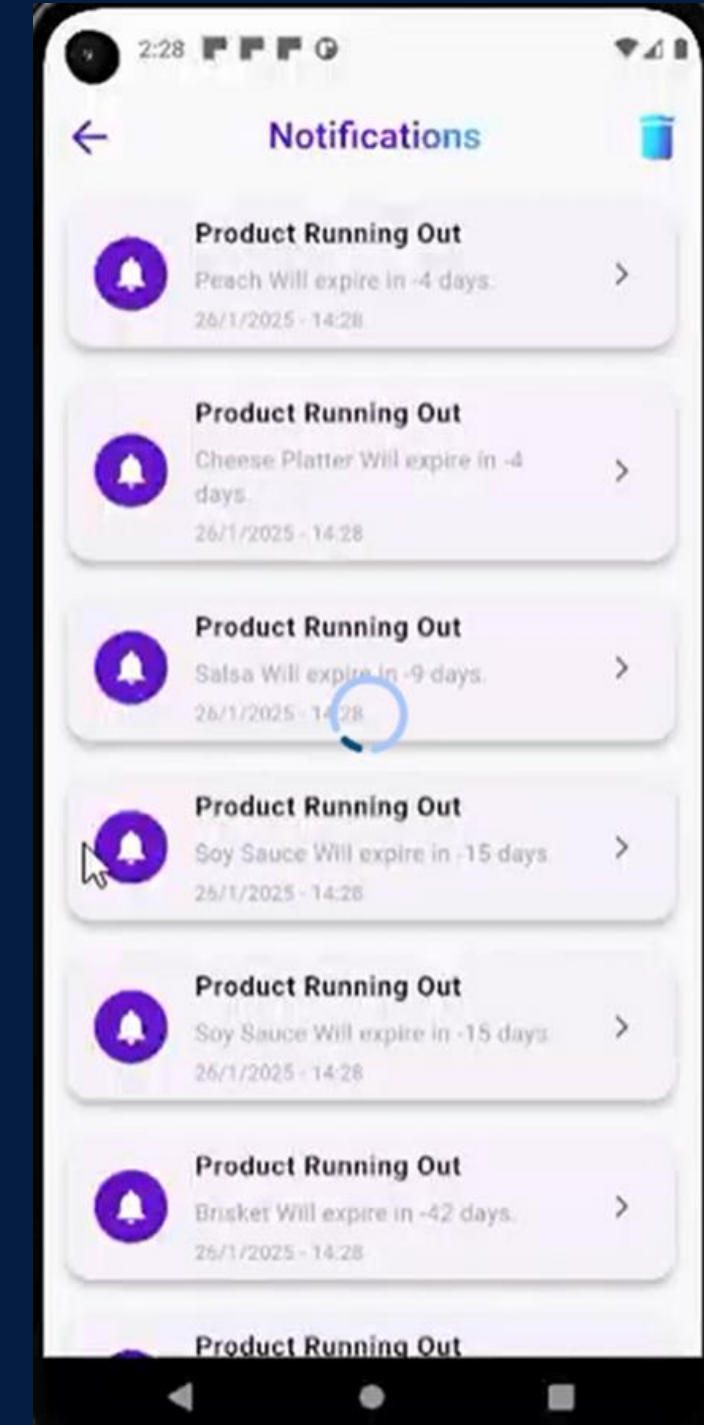 2:28
Notifications
Product Running Out
Peach Will expire in -4 days.
26/1/2025 - 14:28
Product Running Out
Cheese Platter Will expire in -4
days.
26/1/2025 - 14:28
Product Running Out
Salsa Will expire in -9 days.
26/1/2025 - 14:28
Product Running Out
Soy Sauce Will expire in -15 days.
26/1/2025 - 14:28
Product Running Out
Soy Sauce Will expire in -15 days.
26/1/2025 - 14:28
Product Running Out
Brisket Will expire in -42 days.
26/1/2025 - 14:28
Product Running Out